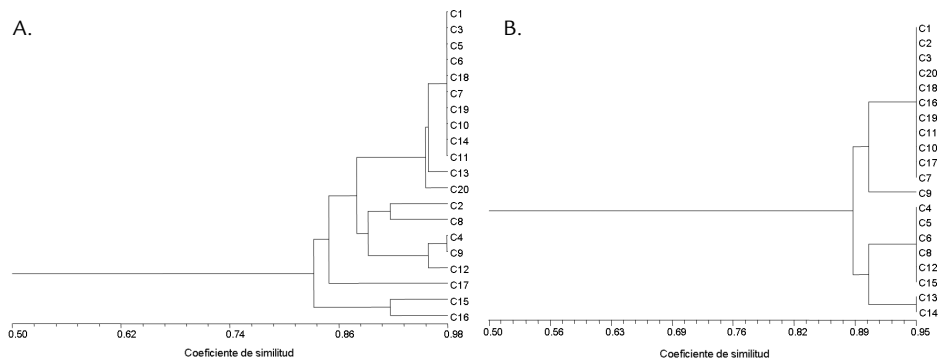 A.
C1
C3
C5
C6
C18
C7
C19
C10
C14
C11
C13
C20
C2
C8
C4
C9
C12
C17
C15
C16
0.50 0.62 0.74 0.86 0.98
Coeficiente de similitud
B.
C1
C2
C3
C20
C18
C16
C19
C11
C10
C17
C7
C9
C4
C5
C6
C8
C12
C15
C13
C14
0.50 0.56 0.63 0.69 0.76 0.82 0.89 0.95
Coeficiente de similitud